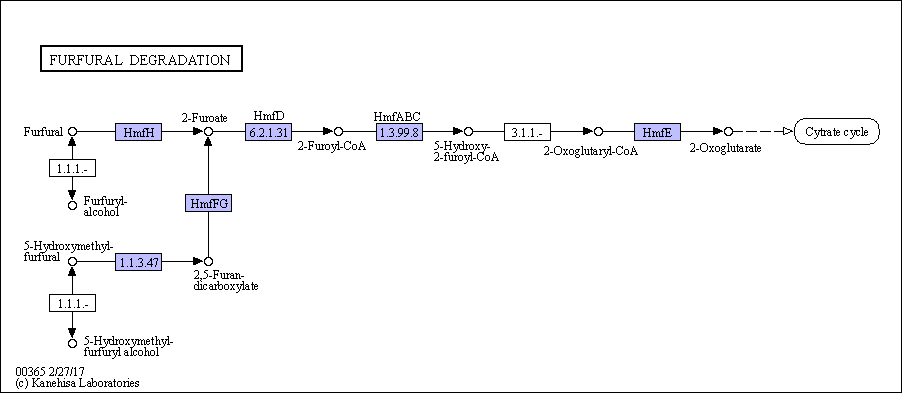 FURFURAL DEGRADATION
Furfural
HmfH
2-Furoate
HmfD
6.2.1.31
2-Furoyl-CoA
HmfABC
1.3.99.8
5-Hydroxy-
2-furoyl-CoA
3.1.1.-
2-Oxoglutaryl-CoA
HmfE
2-Oxoglutarate
Cytrate cycle
1.1.1.-
Furfuryl-
alcohol
HmfFG
5-Hydroxymethyl-
furfural
1.1.3.47
2,5-Furan-
dicarboxylate
1.1.1.-
5-Hydroxymethyl-
furfuryl alcohol
00365 2/27/17
(c) Kanehisa Laboratories